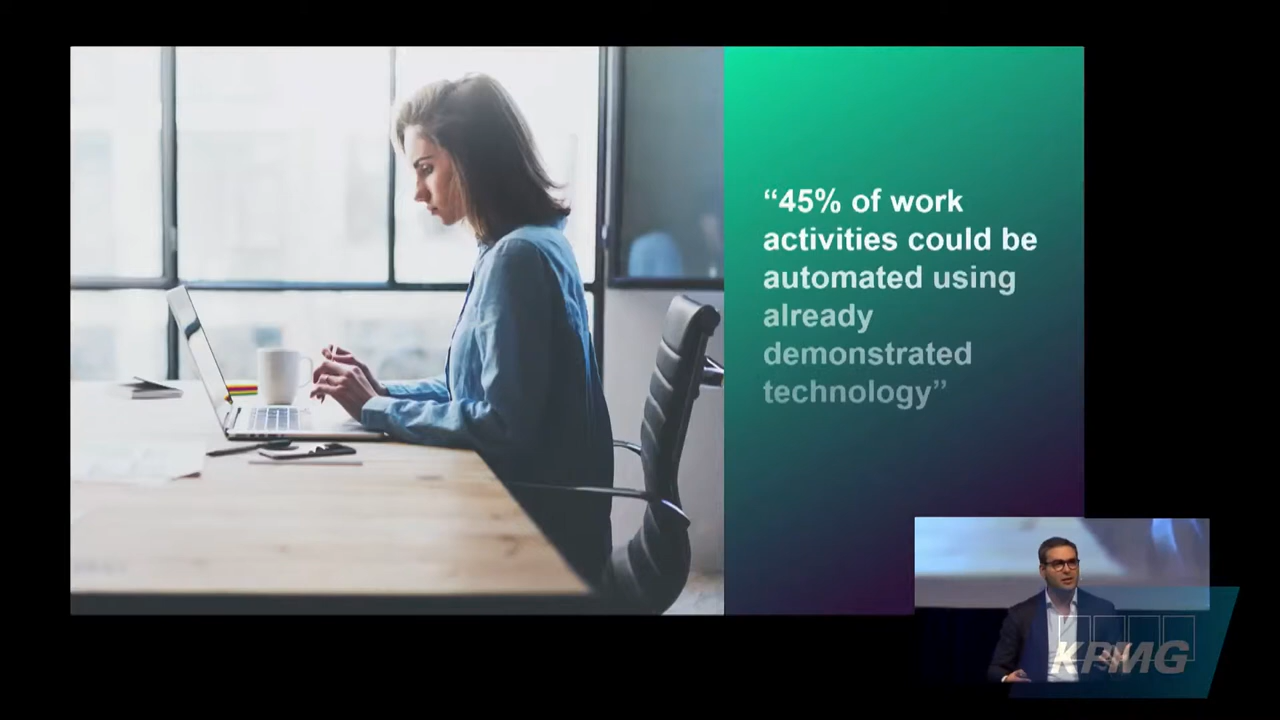 “45% of work
activities could be
automated using
already
demonstrated
technology”
KPMG